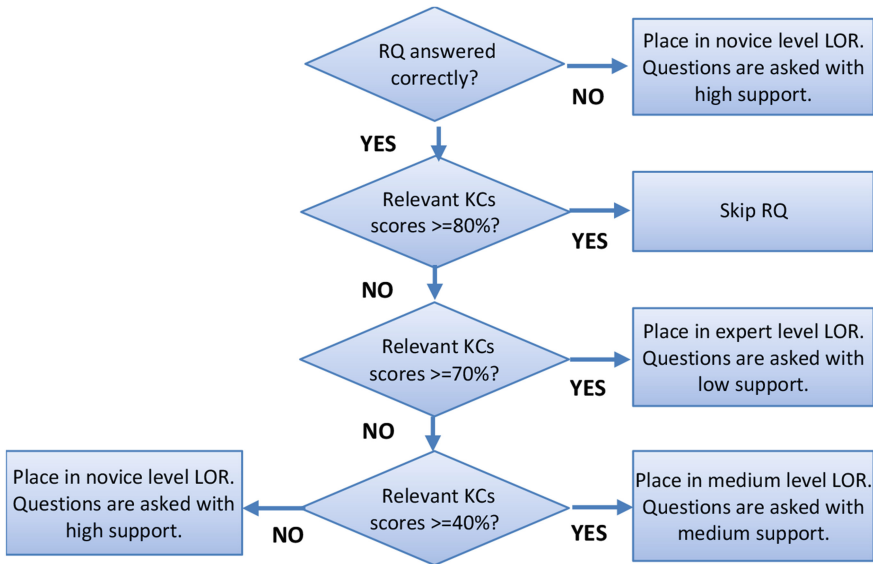 RQ answered
correctly?
NO
Place in novice level LOR.
Questions are asked with
high support.
YES
Relevant KCs
scores >=80%?
YES
Skip RQ
NO
Relevant KCs
scores >=70%?
YES
Place in expert level LOR.
Questions are asked with
low support.
NO
Place in novice level LOR.
Questions are asked with
high support.
NO
Relevant KCs
scores >=40%?
YES
Place in medium level LOR.
Questions are asked with
medium support.